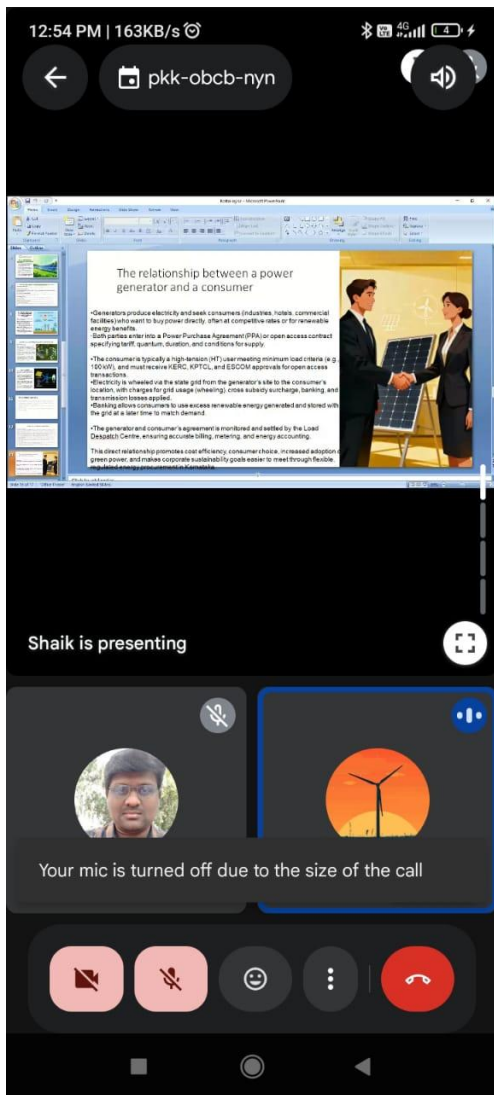 12:54 PM | 163KB/s
4G
4
pkk-obcb-nyn
The relationship between a power
generator and a consumer
•Generators produce electricity and seek consumers (industries, hotels, commercial
facilities) who want to buy power directly, often at competitive rates or for renewable
energy benefits.
·Both parties enter into a Power Purchase Agreement (PPA) or open access contract
specifying tariff, quantum, duration, and conditions for supply.
•The consumer is typically a high-tension (HT) user meeting minimum load criteria (e.g.,
100 kW), and must receive KERC, KPTCL, and ESCOM approvals for open access
transactions.
•Electricity is wheeled via the state grid from the generator's site to the consumer's
location, with charges for grid usage (wheeling), cross subsidy surcharge, banking, and
transmission losses applied.
•Banking allows consumers to use excess renewable energy generated and stored with
the grid at a later time to match demand.
•The generator and consumer's agreement is monitored and settled by the Load
Despatch Centre, ensuring accurate billing, metering, and energy accounting.
This direct relationship promotes cost efficiency, consumer choice, increased adoption o
green power, and makes corporate sustainability goals easier to meet through flexible,
regulated energy procurement in Karnataka.
Shaik is presenting
Your mic is turned off due to the size of the call